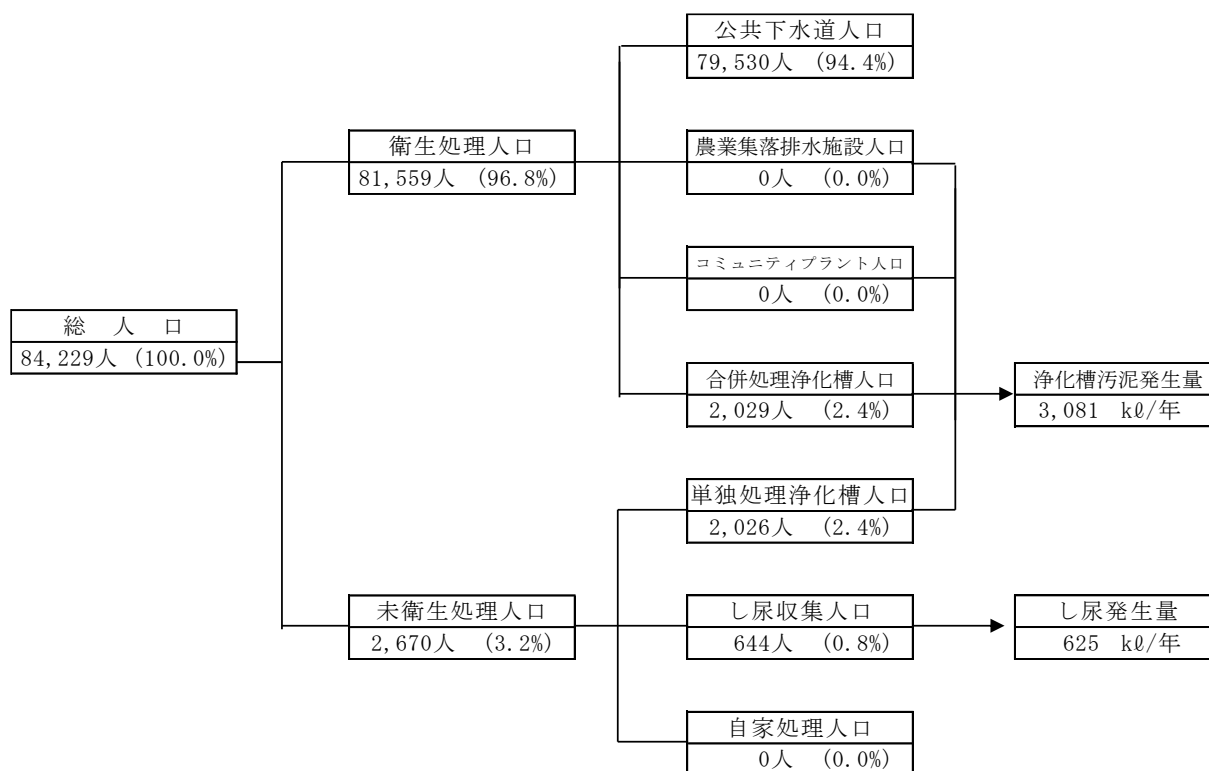 公共下水道人口
79,530人 (94.4%)
衛生処理人口
81,559人 (96.8%)
農業集落排水施設人口
0人 (0.0%)
コミュニティプラント人口
0人 (0.0%)
総 人 口
84,229人 (100.0%)
合併処理浄化槽人口
2,029人 (2.4%)
浄化槽汚泥発生量
3,081 kℓ/年
単独処理浄化槽人口
2,026人 (2.4%)
未衛生処理人口
2,670人 (3.2%)
し尿収集人口
644人 (0.8%)
し尿発生量
625 kℓ/年
自家処理人口
0人 (0.0%)